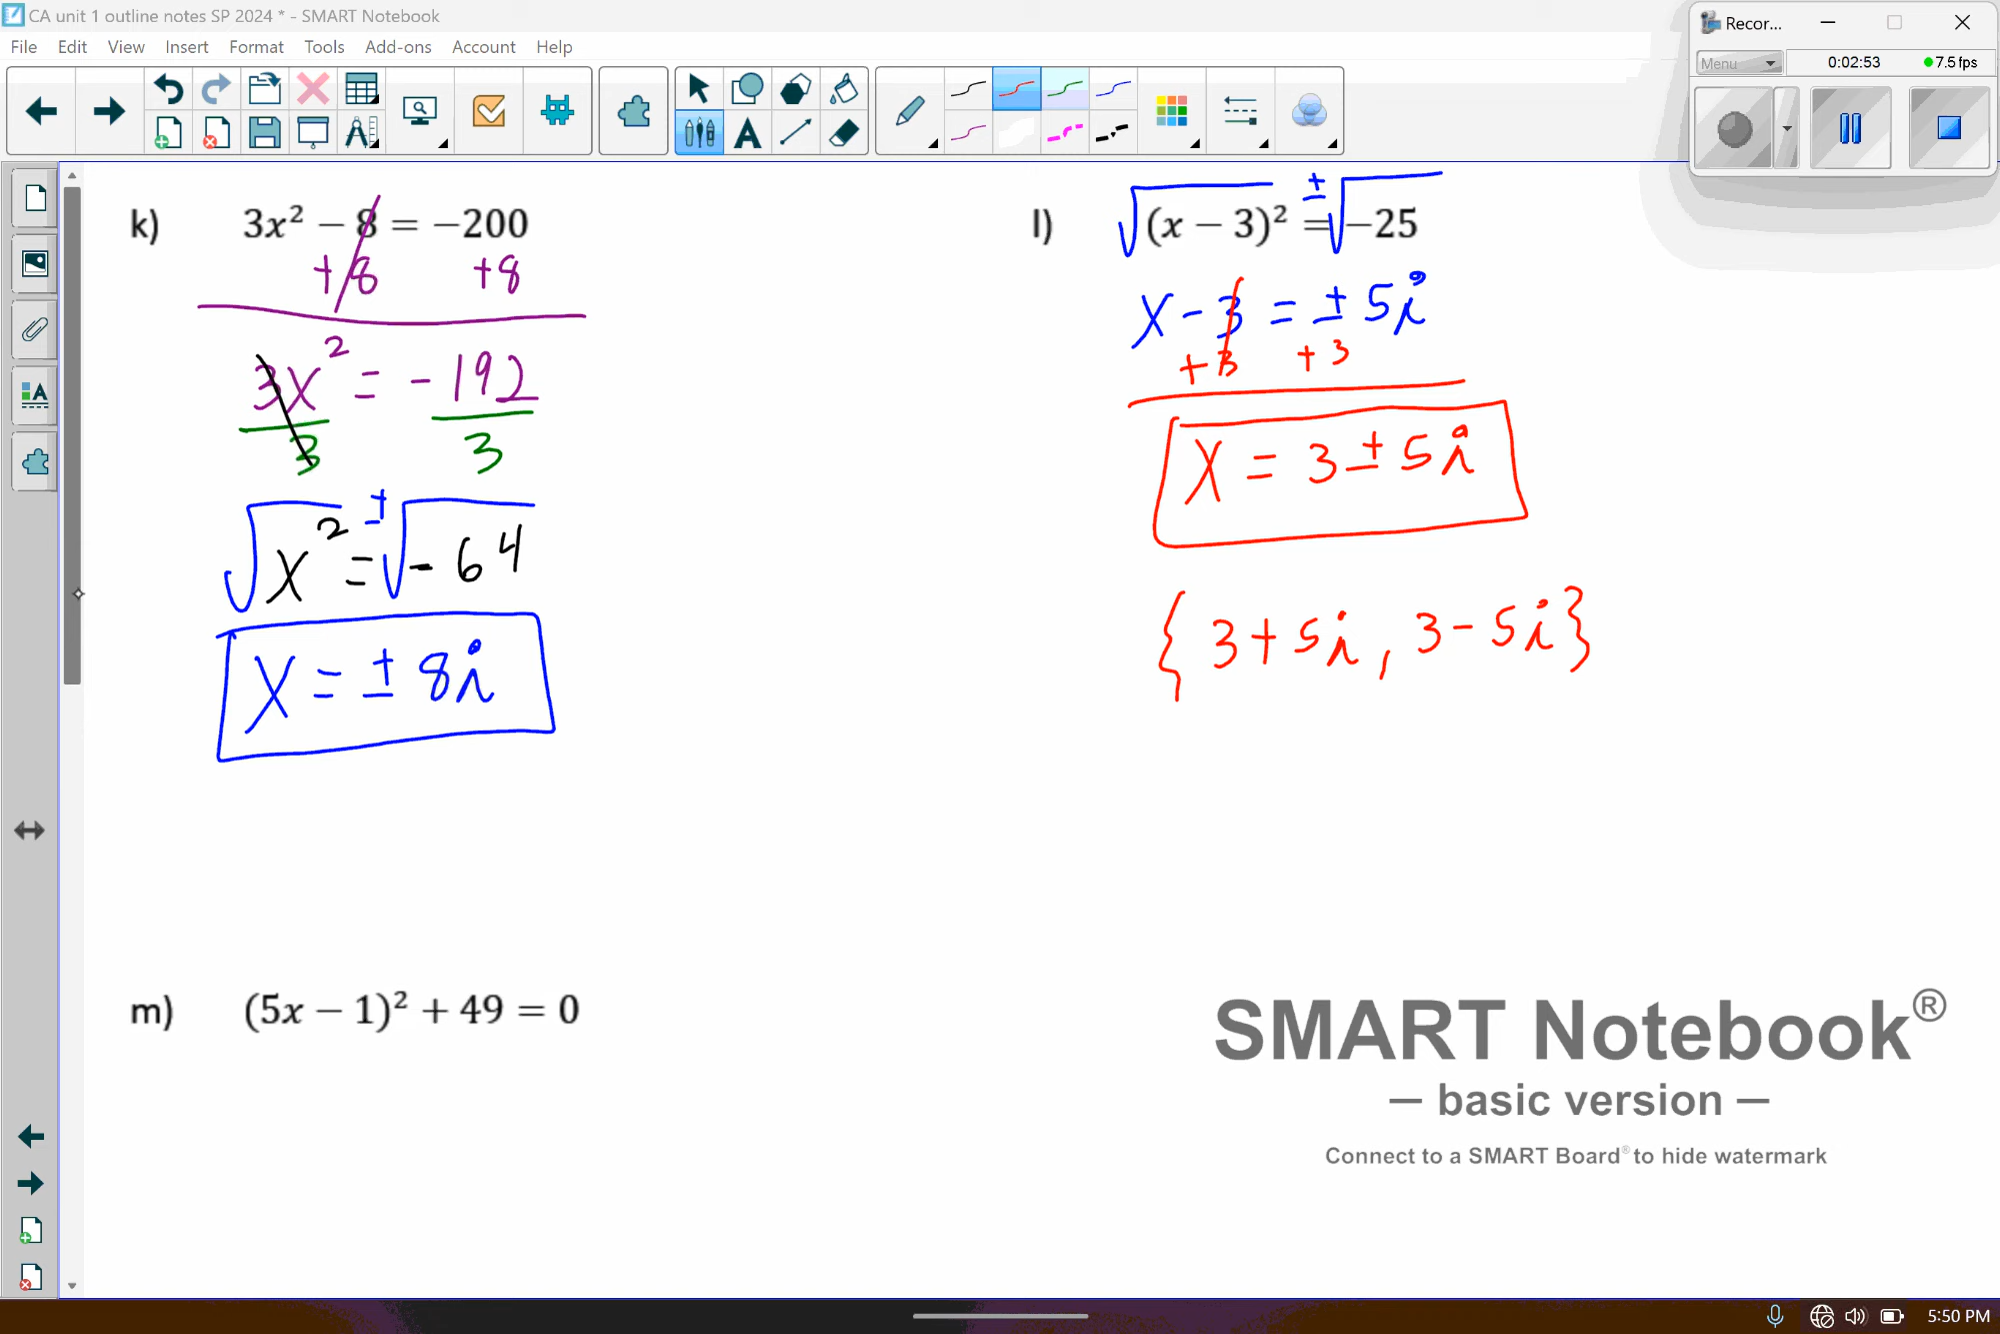 CA unit 1 outline notes SP 2024 * - SMART Notebook
File Edit View Insert Format Tools Add-ons Account Help
Recor...
Menu 0:02:53 7.5 fps
k) 3x² − 8 = −200
+8 +8
3x² = -192
3 3
√x² = ±√-64
X = ± 8i
l) √(x − 3)² = ±√−25
X - 3 = ± 5i
+3 +3
X = 3 ± 5i
{ 3+5i, 3-5i }
m) (5x − 1)² + 49 = 0
SMART Notebook®
— basic version —
Connect to a SMART Board® to hide watermark
5:50 PM